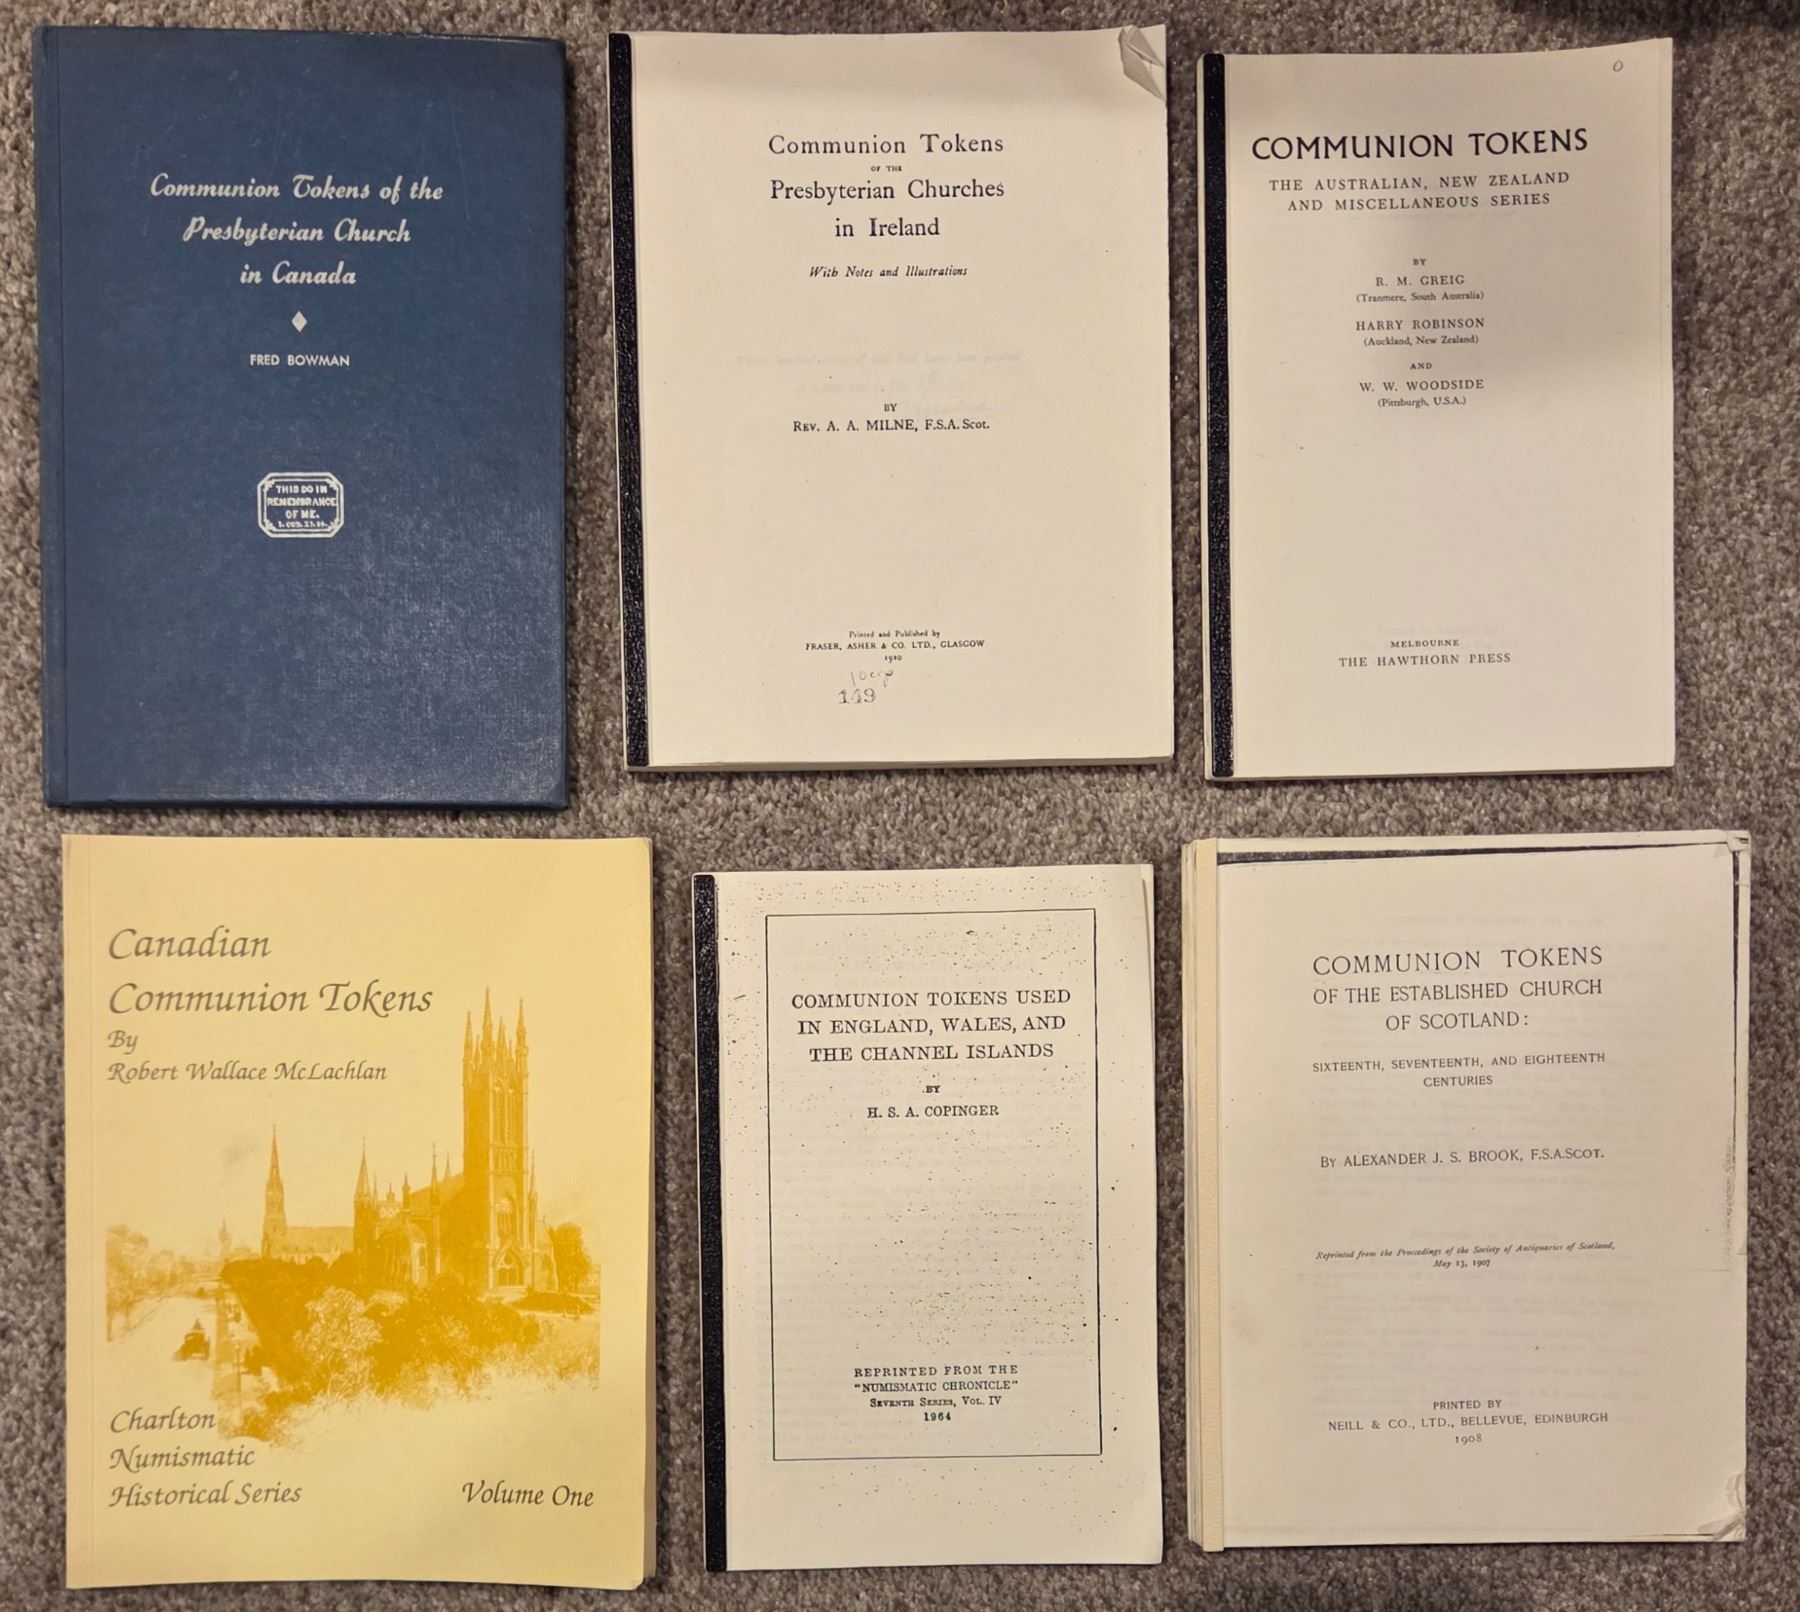 Communion Tokens of the
Presbyterian Church
in Canada
FRED BOWMAN
THIS DO IN
REMEMBRANCE
OF ME.
1. COR. XI. 24.
Communion Tokens
OF THE
Presbyterian Churches
in Ireland
With Notes and Illustrations
BY
REV. A. A. MILNE, F.S.A. Scot.
Printed and Published by
FRASER, ASHER & CO. LTD., GLASGOW
1920
149
O
COMMUNION TOKENS
THE AUSTRALIAN, NEW ZEALAND
AND MISCELLANEOUS SERIES
BY
R. M. GREIG
(Tranmere, South Australia)
HARRY ROBINSON
(Auckland, New Zealand)
AND
W. W. WOODSIDE
(Pittsburgh, U.S.A.)
MELBOURNE
THE HAWTHORN PRESS
Canadian
Communion Tokens
By
Robert Wallace McLachlan
Charlton
Numismatic
Historical Series
Volume One
COMMUNION TOKENS USED
IN ENGLAND, WALES, AND
THE CHANNEL ISLANDS
BY
H. S. A. COPINGER
REPRINTED FROM THE
"NUMISMATIC CHRONICLE"
SEVENTH SERIES, VOL. IV
1964
COMMUNION TOKENS
OF THE ESTABLISHED CHURCH
OF SCOTLAND:
SIXTEENTH, SEVENTEENTH, AND EIGHTEENTH
CENTURIES
BY ALEXANDER J. S. BROOK, F.S.A.SCOT.
Reprinted from the Proceedings of the Society of Antiquaries of Scotland,
May 13, 1907
PRINTED BY
NEILL & CO., LTD., BELLEVUE, EDINBURGH
1908